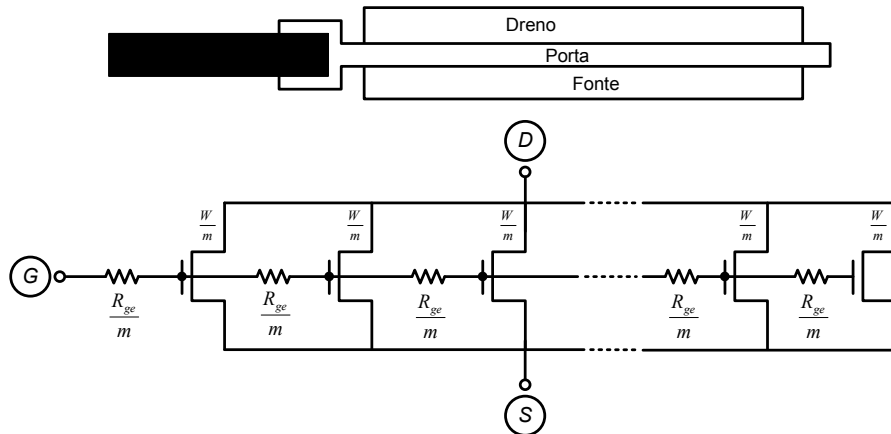 Dreno
Porta
Fonte
D
W/m W/m W/m W/m W/m
G
R_ge/m R_ge/m R_ge/m R_ge/m R_ge/m
S